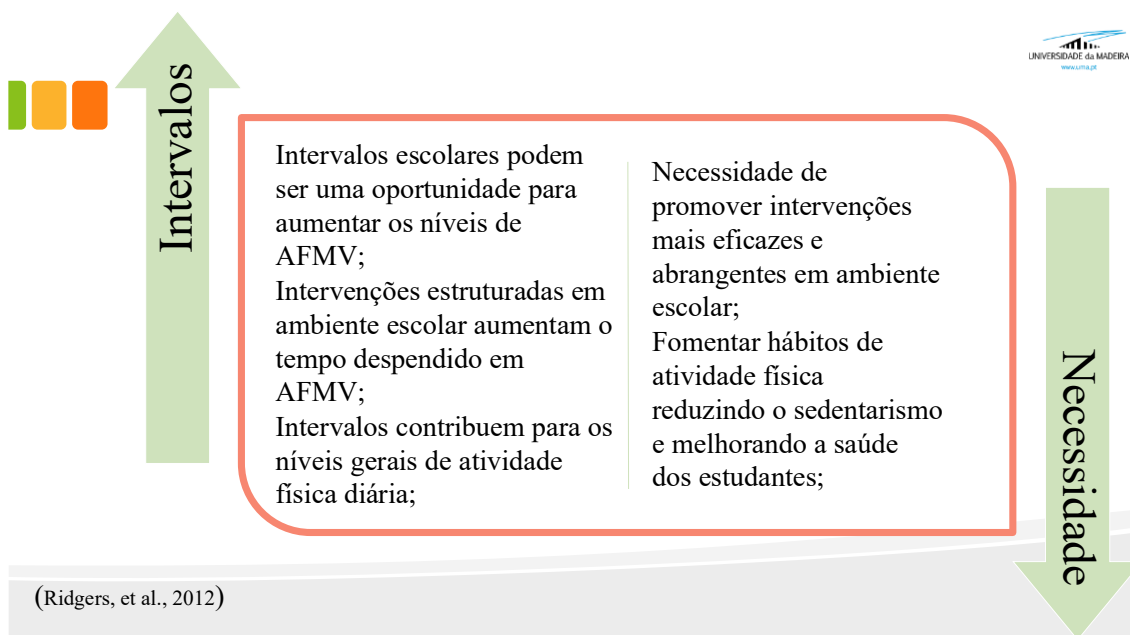 UNIVERSIDADE da MADEIRA
www.uma.pt
Intervalos
Intervalos escolares podem
ser uma oportunidade para
aumentar os níveis de
AFMV;
Intervenções estruturadas em
ambiente escolar aumentam o
tempo despendido em
AFMV;
Intervalos contribuem para os
níveis gerais de atividade
física diária;
Necessidade de
promover intervenções
mais eficazes e
abrangentes em ambiente
escolar;
Fomentar hábitos de
atividade física
reduzindo o sedentarismo
e melhorando a saúde
dos estudantes;
Necessidade
(Ridgers, et al., 2012)